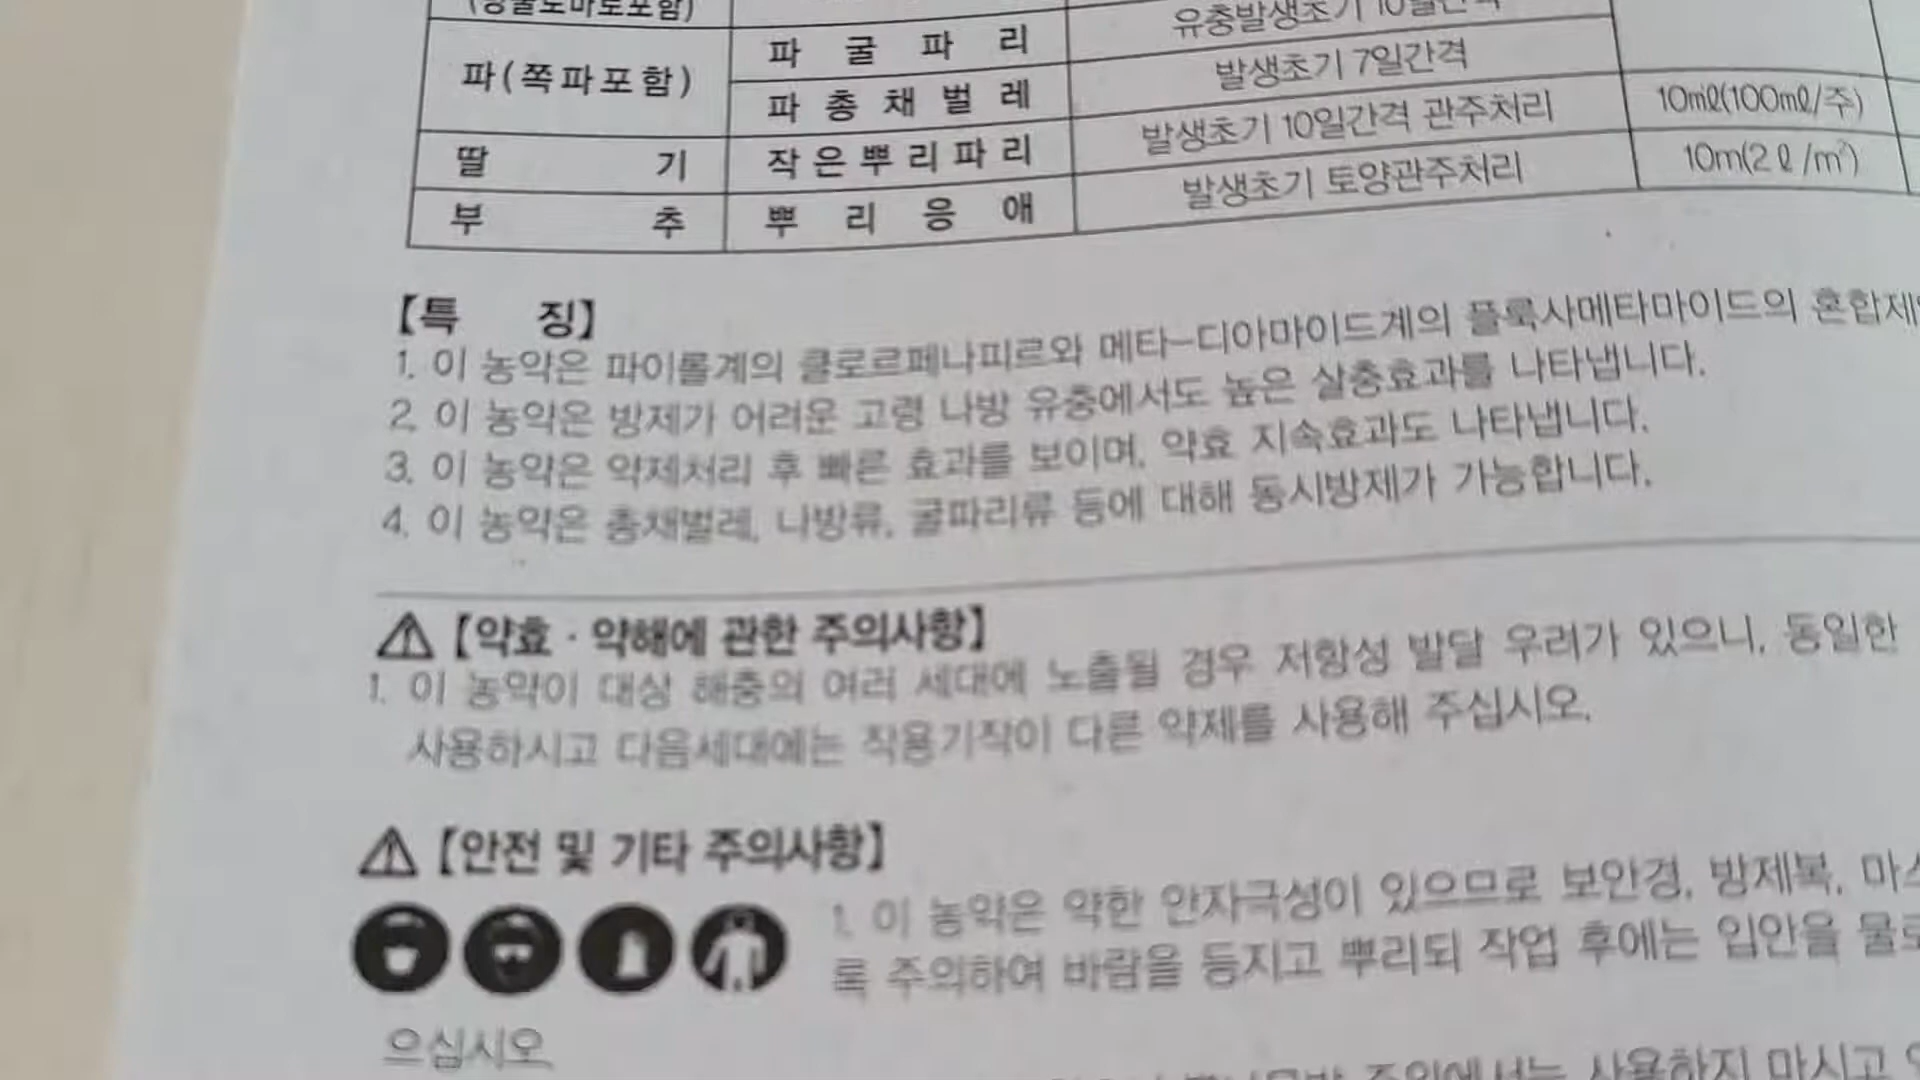 (방울토마토포함)
유충발생초기 10일간격
파(쪽파포함) 파굴파리 발생초기 7일간격
파총채벌레 발생초기 10일간격 관주처리 10mℓ(100mℓ/주)
딸기 작은뿌리파리 발생초기 토양관주처리 10m(2ℓ/㎡)
부추 뿌리응애
【특 징】
1. 이 농약은 파이롤계의 클로르페나피르와 메타-디아마이드계의 플룩사메타마이드의 혼합제
2. 이 농약은 방제가 어려운 고령 나방 유충에서도 높은 살충효과를 나타냅니다.
3. 이 농약은 약제처리 후 빠른 효과를 보이며, 약효 지속효과도 나타냅니다.
4. 이 농약은 총채벌레, 나방류, 굴파리류 등에 대해 동시방제가 가능합니다.
【약효·약해에 관한 주의사항】
1. 이 농약이 대상 해충의 여러 세대에 노출될 경우 저항성 발달 우려가 있으니, 동일한
사용하시고 다음세대에는 작용기작이 다른 약제를 사용해 주십시오.
【안전 및 기타 주의사항】
1. 이 농약은 약한 안자극성이 있으므로 보안경, 방제복,
록 주의하여 바람을 등지고 뿌리되 작업 후에는 입안을 물로
으십시오
주위에서는 사용하지 마시고